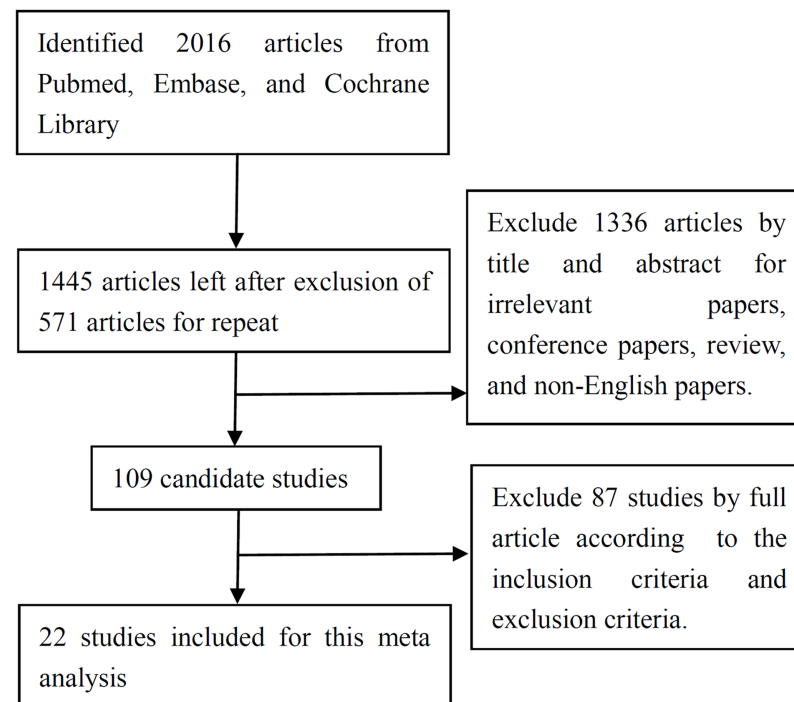 Identified 2016 articles from
Pubmed, Embase, and Cochrane
Library
1445 articles left after exclusion of
571 articles for repeat
Exclude 1336 articles by
title and abstract for
irrelevant papers,
conference papers, review,
and non-English papers.
109 candidate studies
Exclude 87 studies by full
article according to the
inclusion criteria and
exclusion criteria.
22 studies included for this meta
analysis